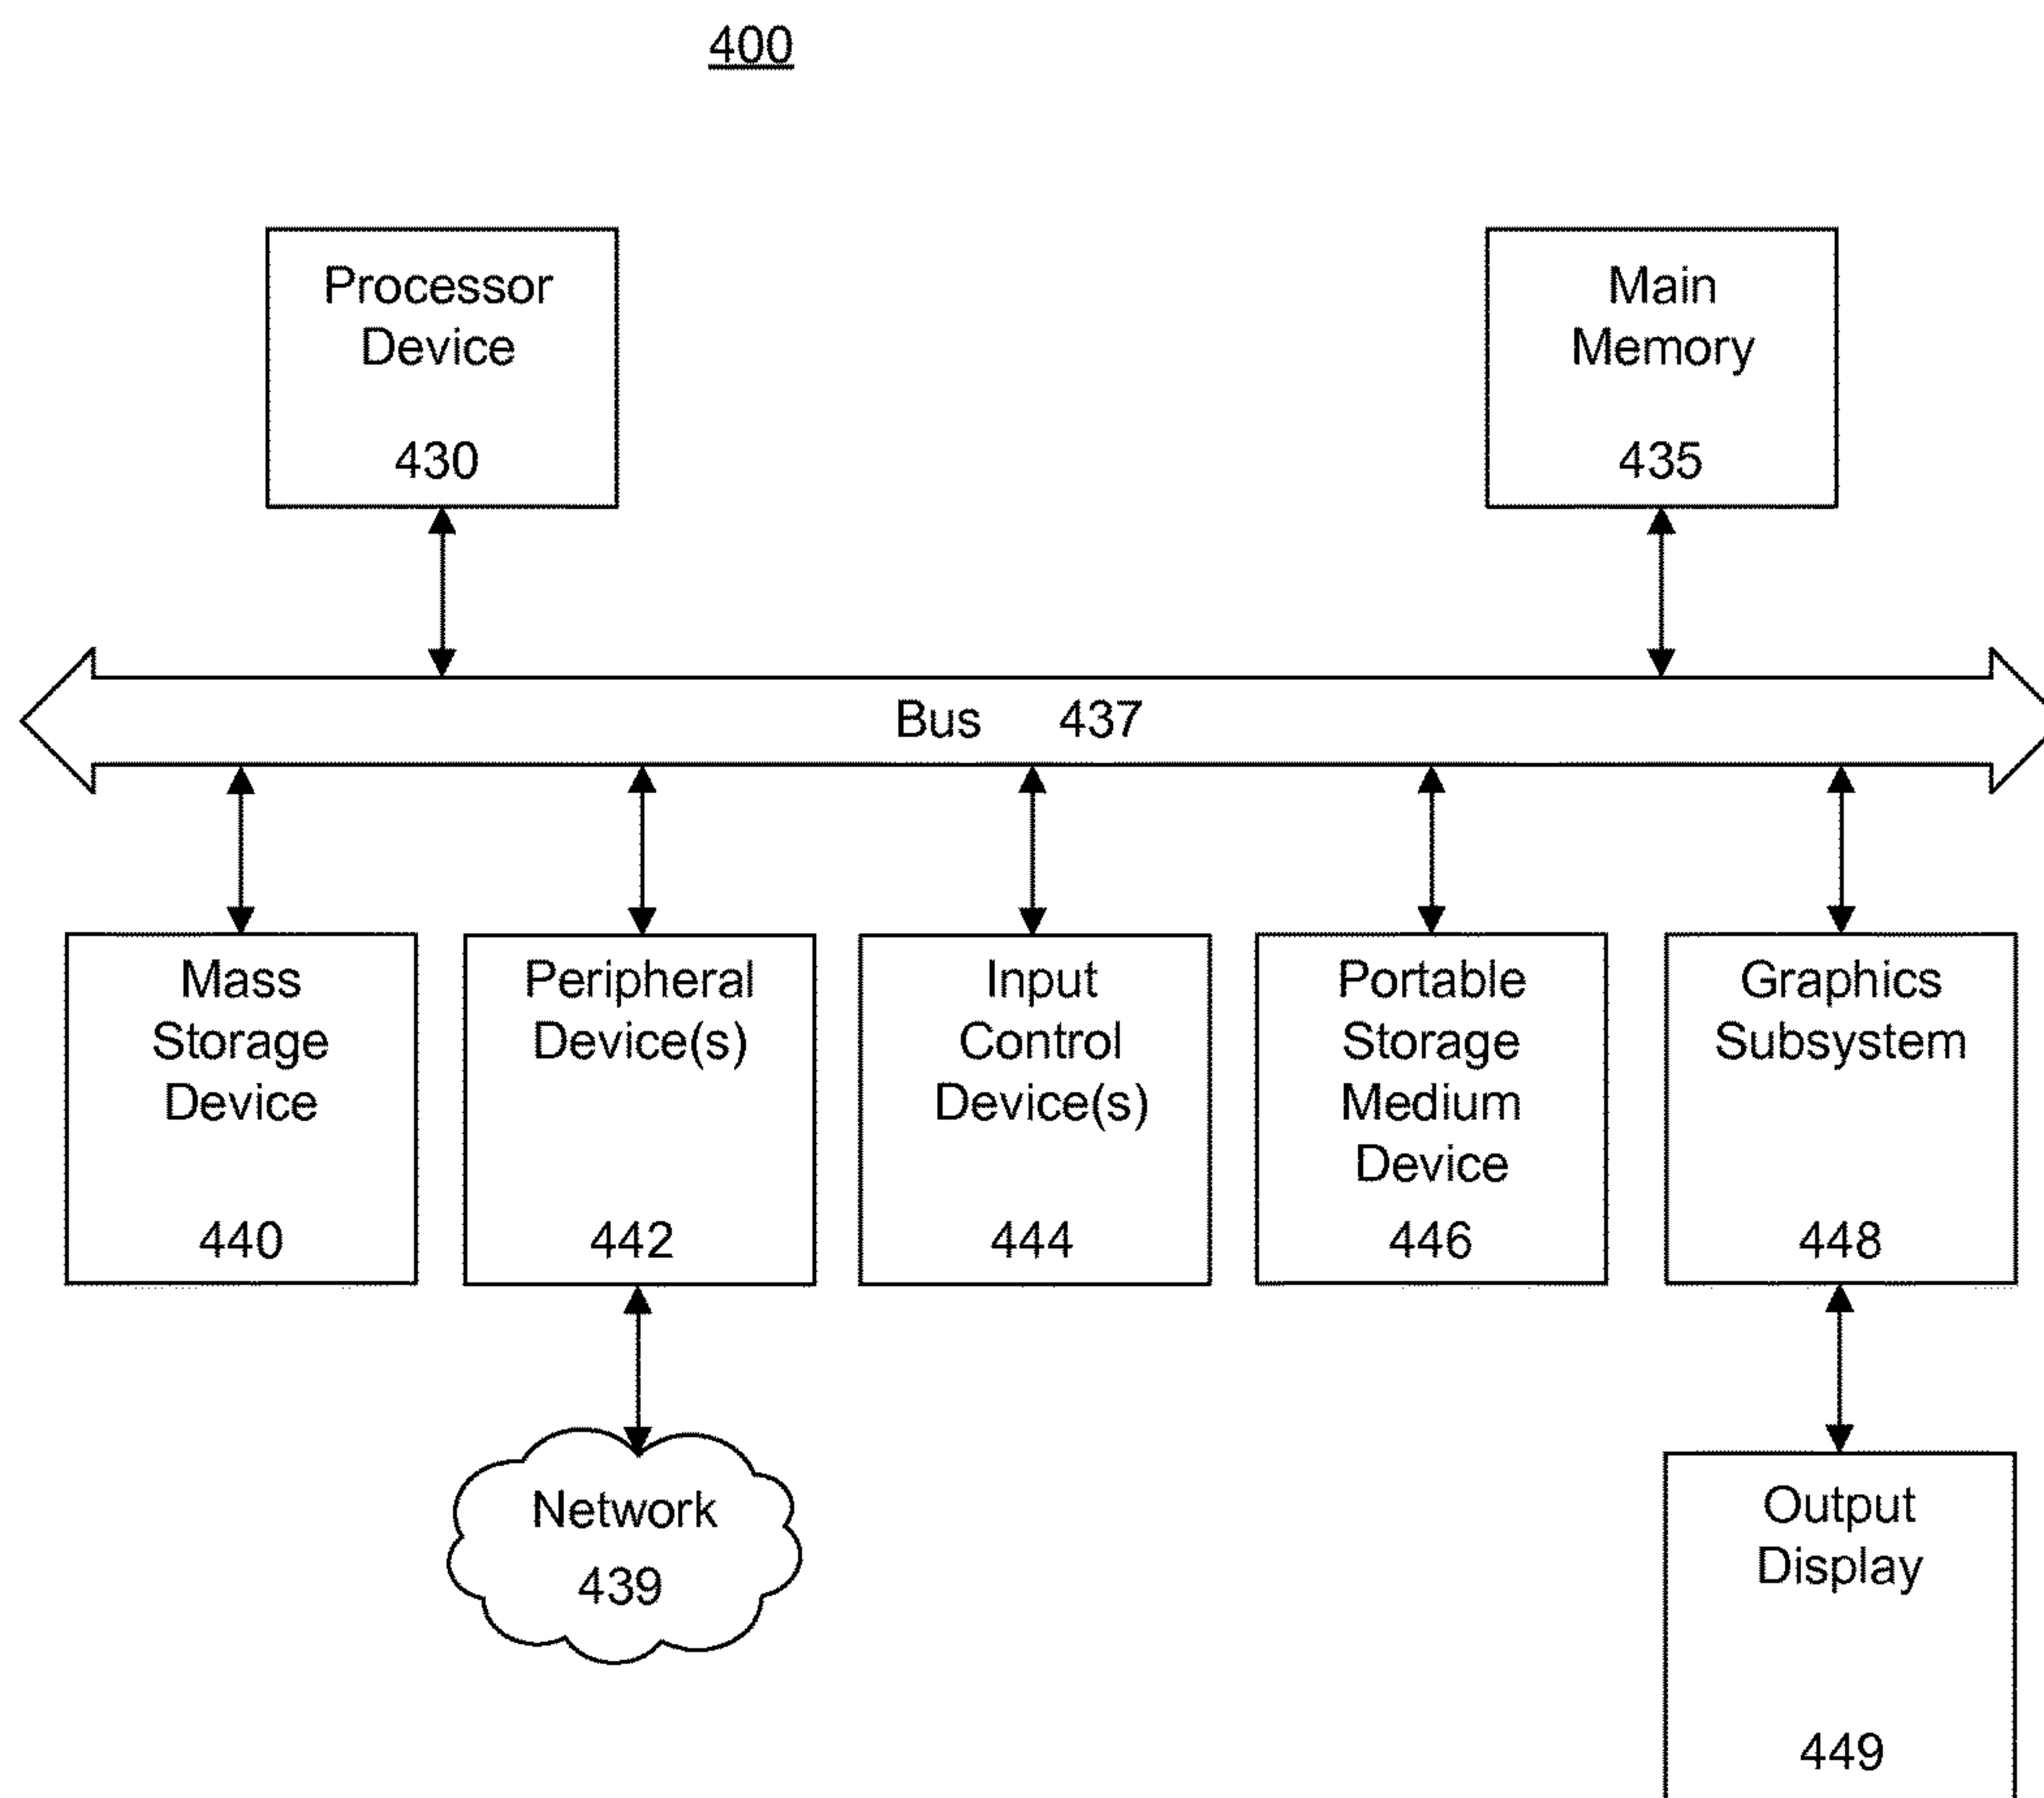 400
Processor
Device
430
Main
Memory
435
Bus 437
Mass
Storage
Device
440
Peripheral
Device(s)
442
Input
Control
Device(s)
444
Portable
Storage
Medium
Device
446
Graphics
Subsystem
448
Network
439
Output
Display
449